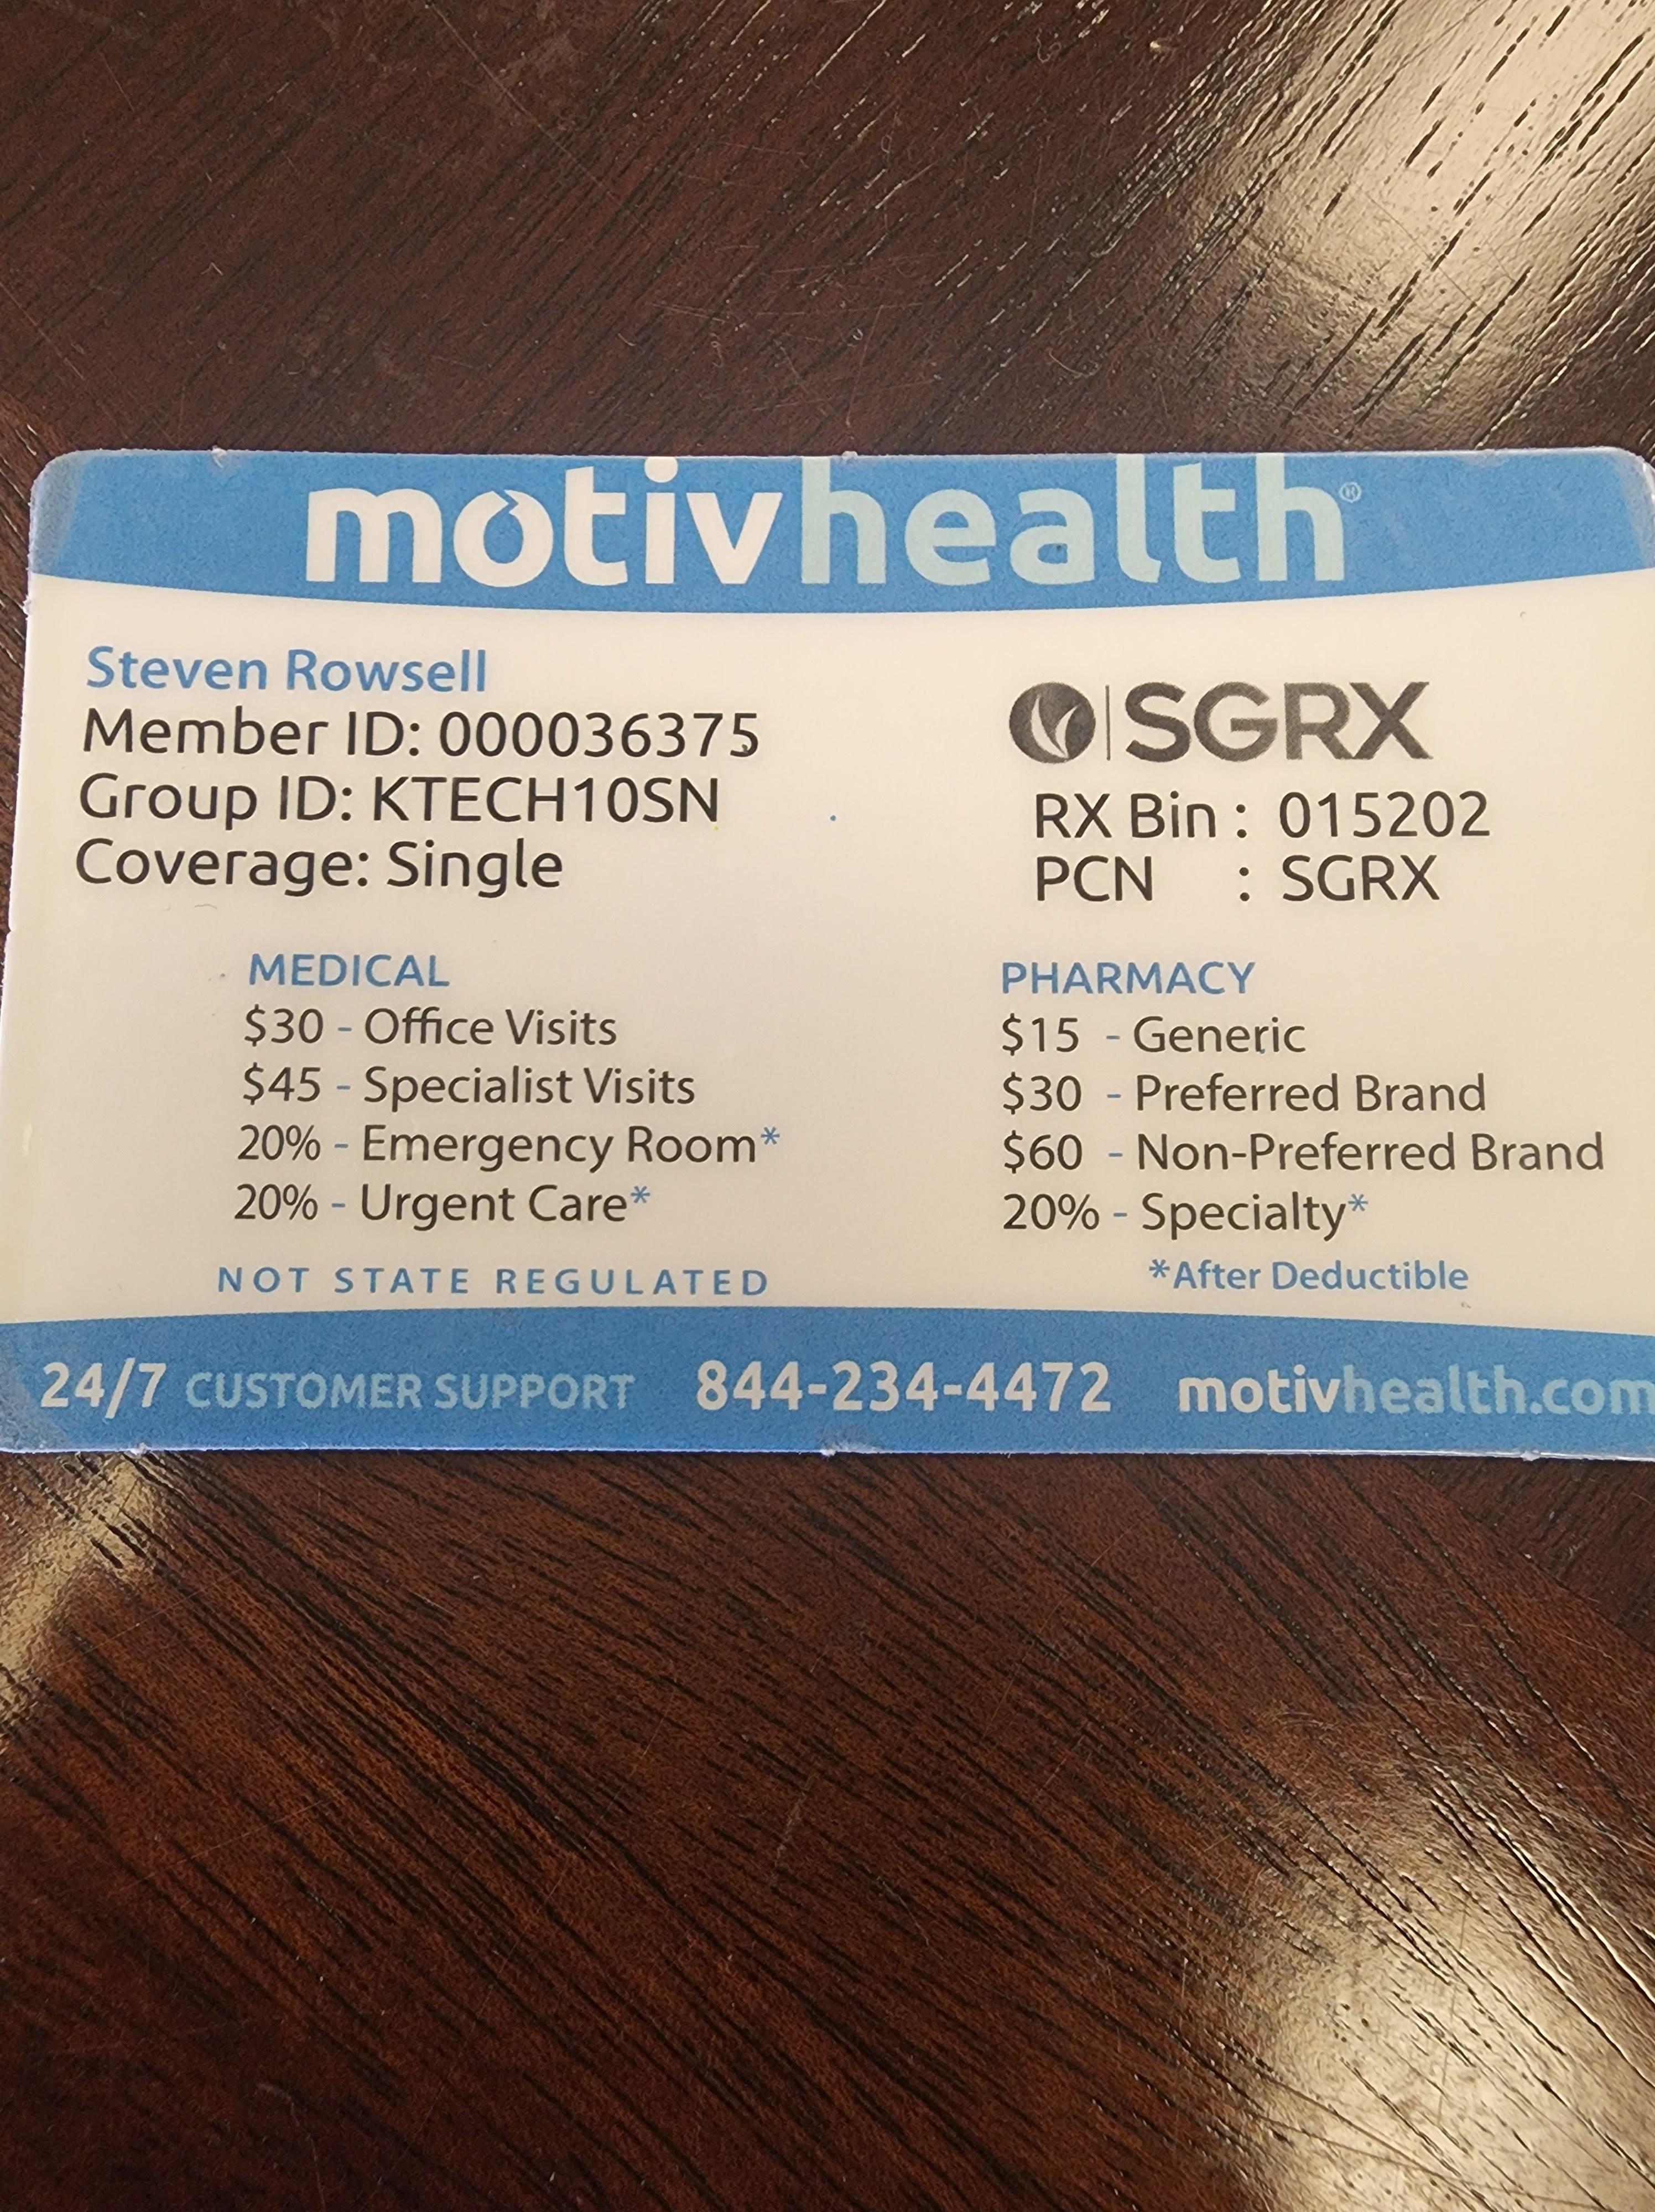 motivhealth®
Steven Rowsell
Member ID: 000036375
Group ID: KTECH10SN
Coverage: Single
SGRX
RX Bin : 015202
PCN : SGRX
MEDICAL
$30 - Office Visits
$45 - Specialist Visits
20% - Emergency Room*
20% - Urgent Care*
NOT STATE REGULATED
PHARMACY
$15 - Generic
$30 - Preferred Brand
$60 - Non-Preferred Brand
20% - Specialty*
*After Deductible
24/7 CUSTOMER SUPPORT 844-234-4472 motivhealth.com